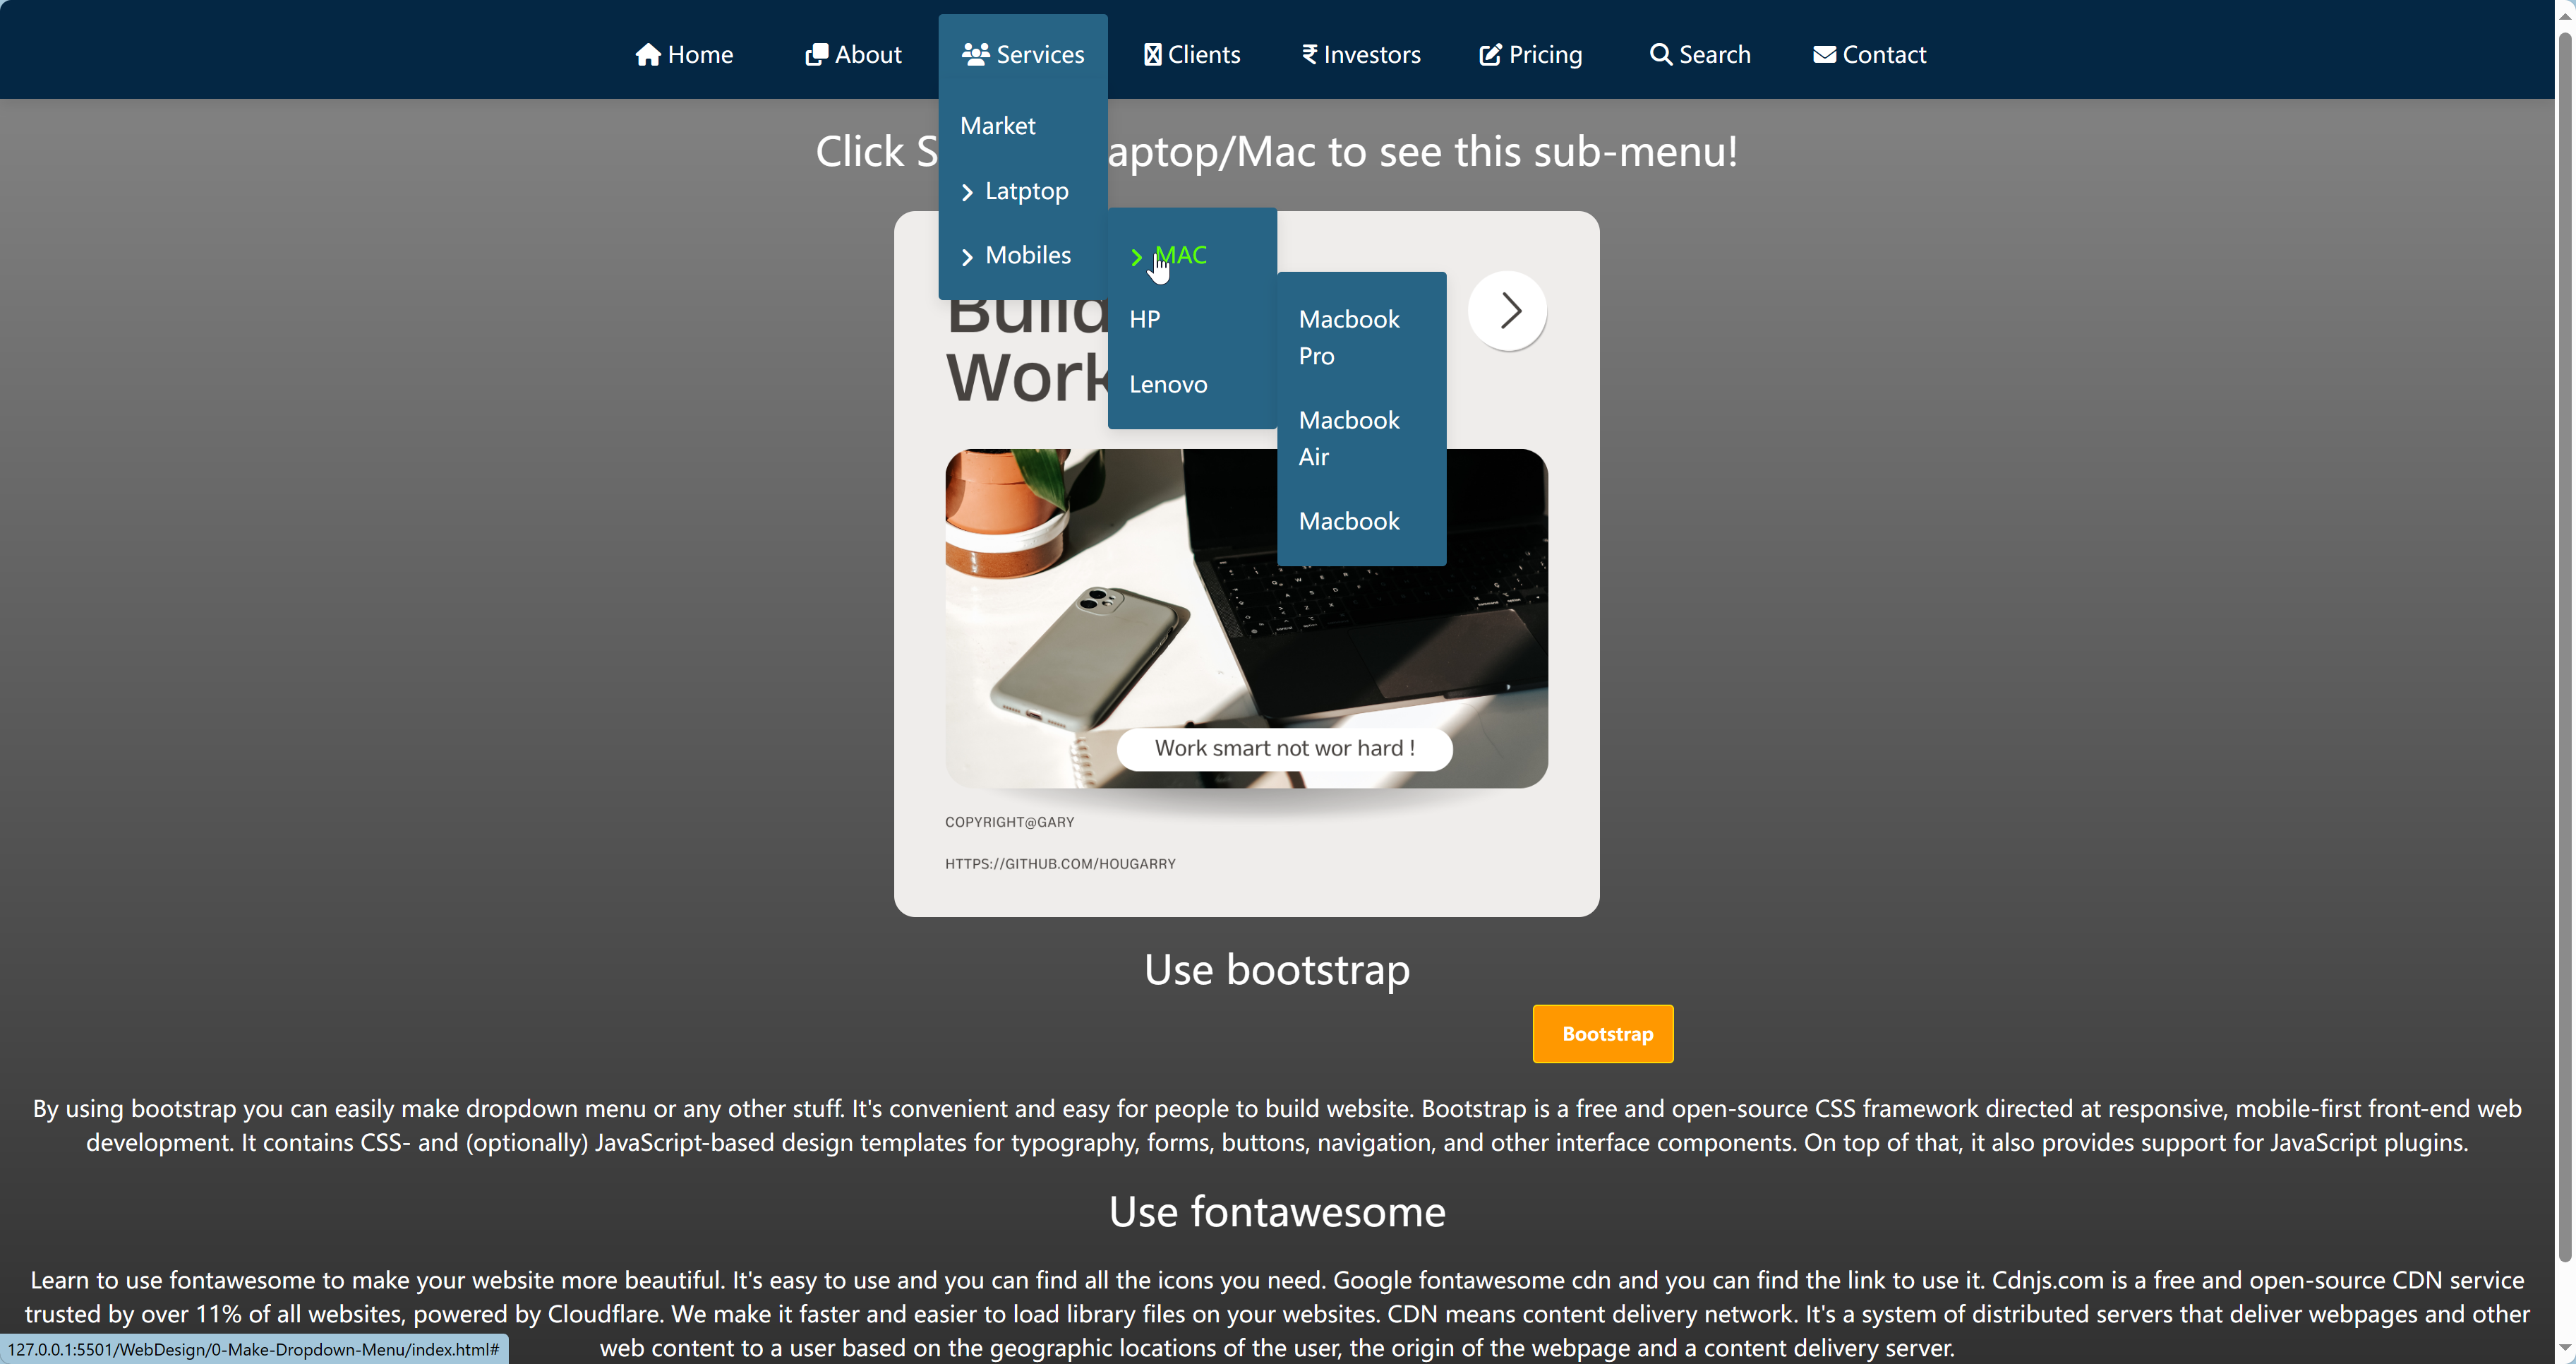 Home About Services Clients Investors Pricing Search Contact
Market
Click S aptop/Mac to see this sub-menu!
Latptop
Mobiles
MAC
HP
Lenovo
Macbook
Pro
Macbook
Air
Macbook
Build
Work
Work smart not wor hard !
COPYRIGHT@GARY
HTTPS://GITHUB.COM/HOUGARRY
Use bootstrap
Bootstrap
By using bootstrap you can easily make dropdown menu or any other stuff. It's convenient and easy for people to build website. Bootstrap is a free and open-source CSS framework directed at responsive, mobile-first front-end web
development. It contains CSS- and (optionally) JavaScript-based design templates for typography, forms, buttons, navigation, and other interface components. On top of that, it also provides support for JavaScript plugins.
Use fontawesome
Learn to use fontawesome to make your website more beautiful. It's easy to use and you can find all the icons you need. Google fontawesome cdn and you can find the link to use it. Cdnjs.com is a free and open-source CDN service
trusted by over 11% of all websites, powered by Cloudflare. We make it faster and easier to load library files on your websites. CDN means content delivery network. It's a system of distributed servers that deliver webpages and other
web content to a user based on the geographic locations of the user, the origin of the webpage and a content delivery server.
127.0.0.1:5501/WebDesign/0-Make-Dropdown-Menu/index.html#